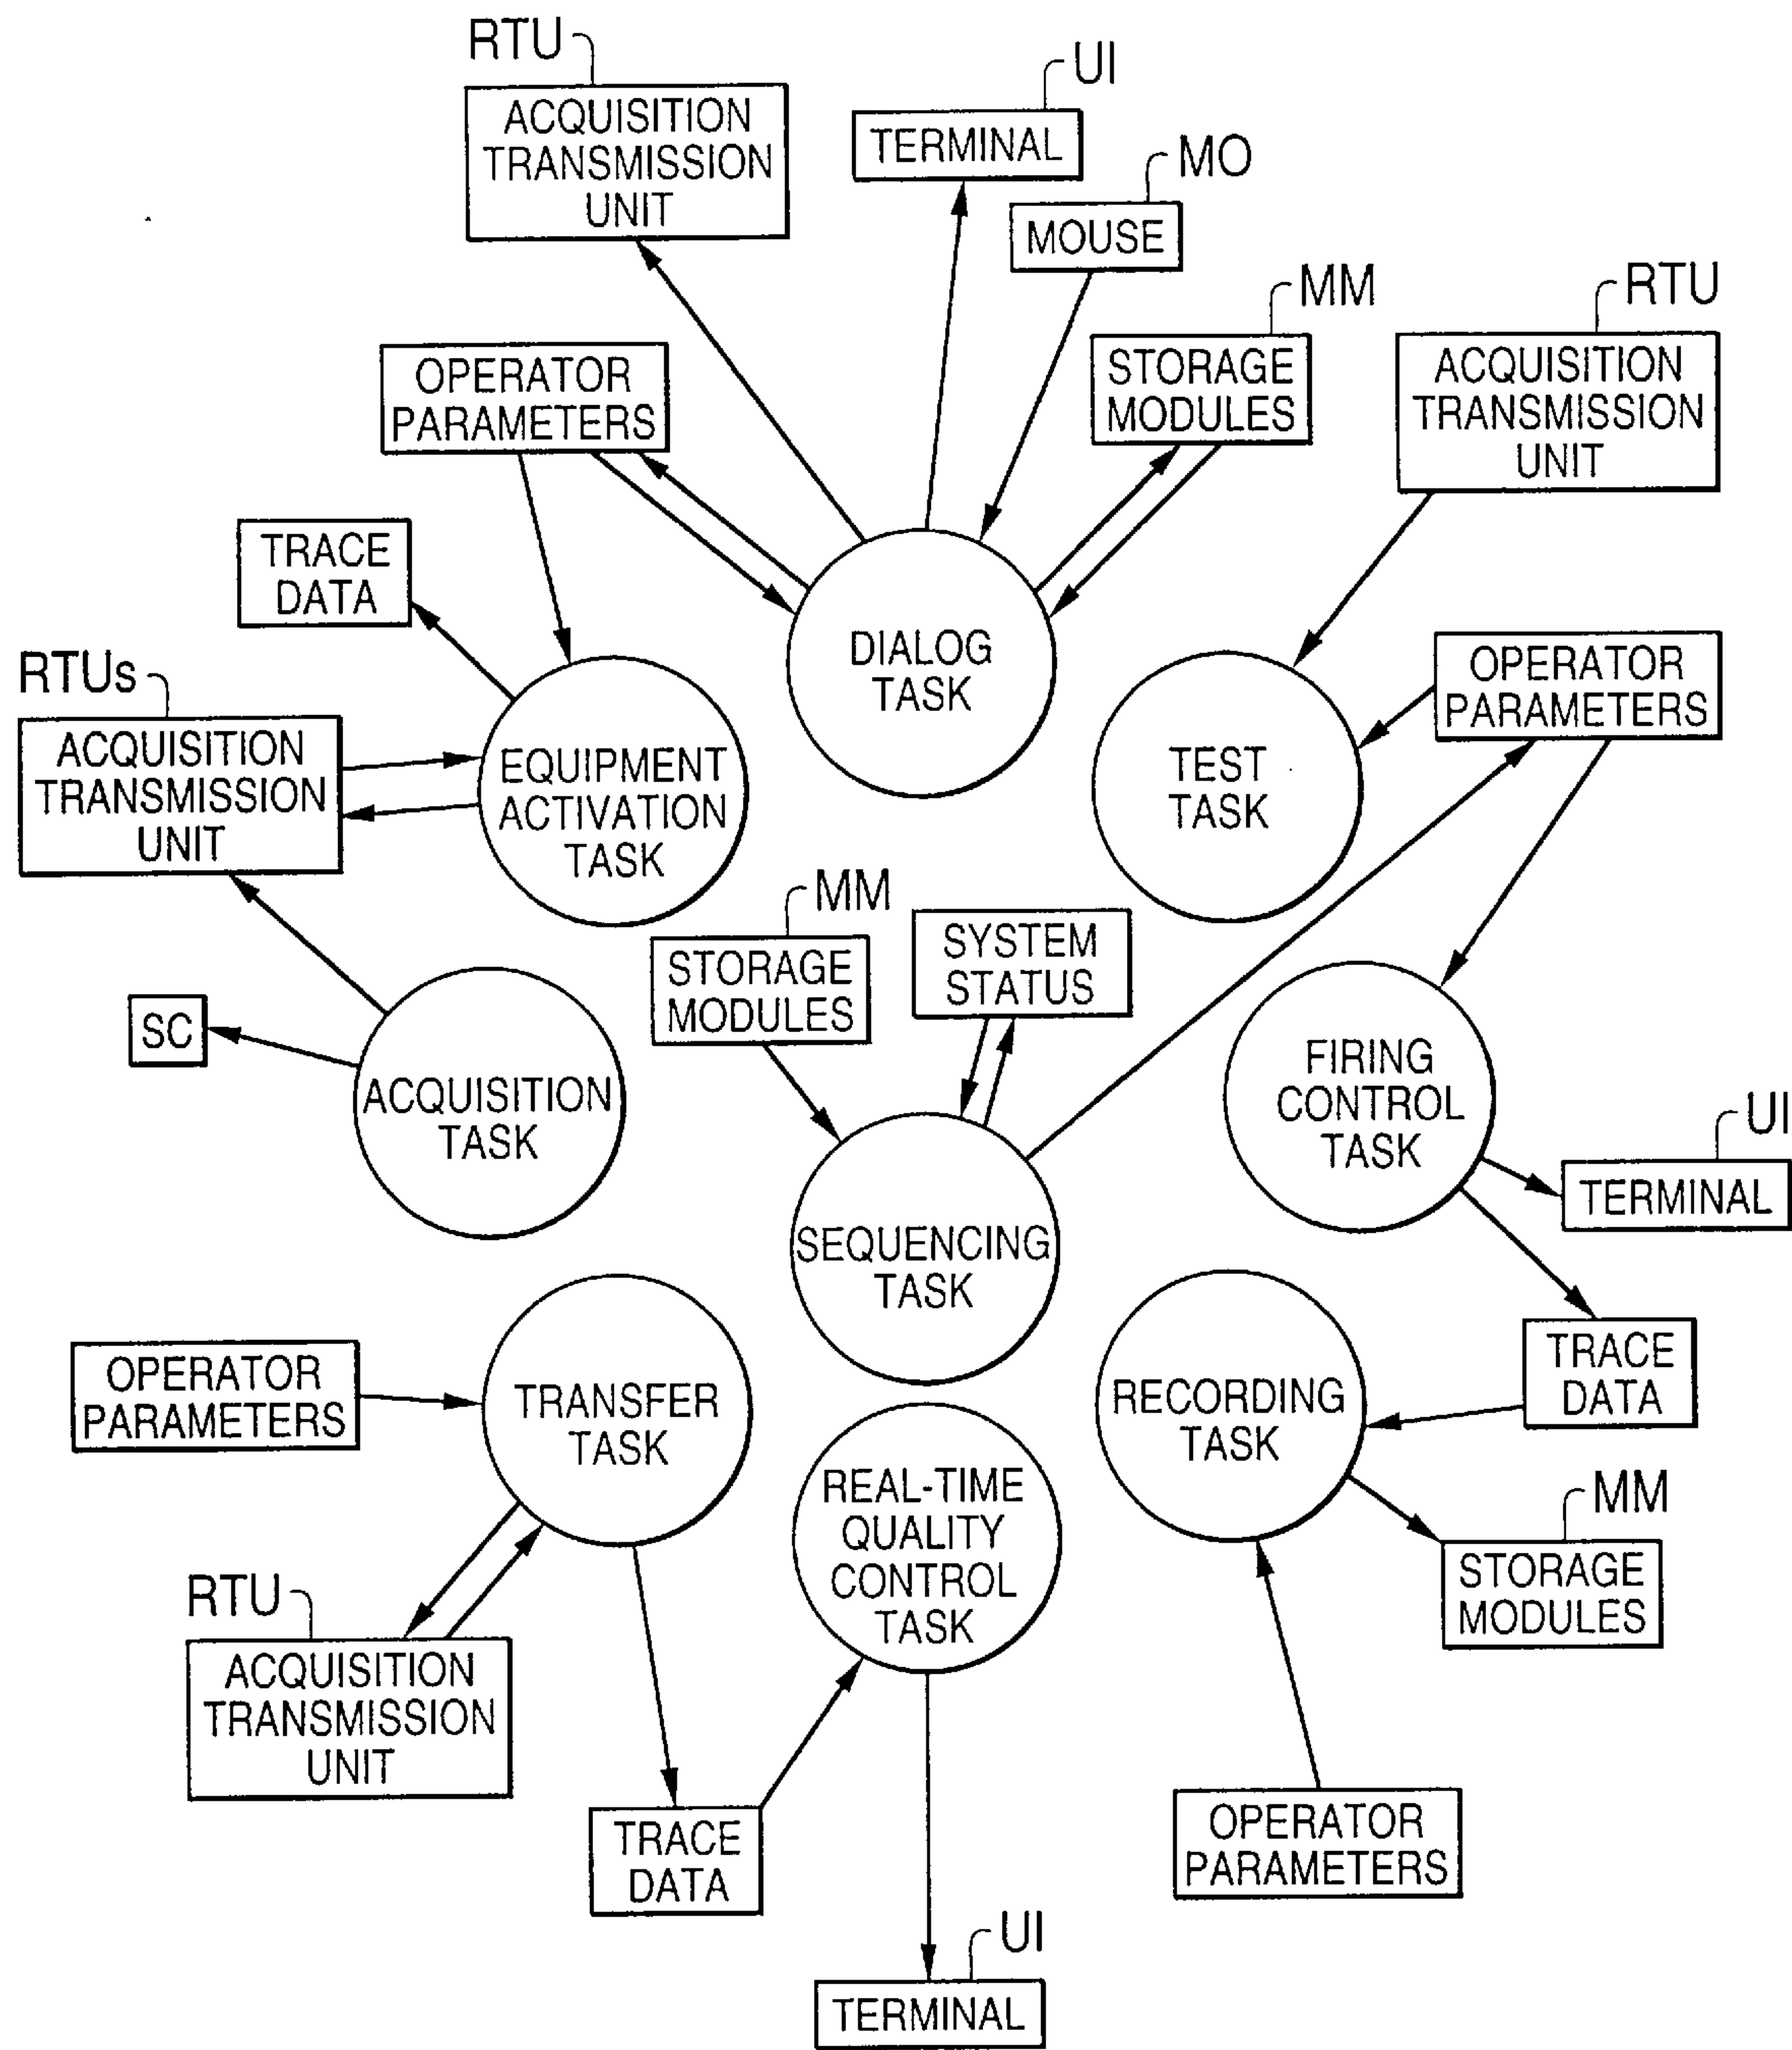 RTU
ACQUISITION
TRANSMISSION
UNIT
UI
TERMINAL
MO
MOUSE
MM
STORAGE
MODULES
RTU
ACQUISITION
TRANSMISSION
UNIT
OPERATOR
PARAMETERS
TRACE
DATA
DIALOG
TASK
OPERATOR
PARAMETERS
RTUs
ACQUISITION
TRANSMISSION
UNIT
EQUIPMENT
ACTIVATION
TASK
TEST
TASK
MM
STORAGE
MODULES
SYSTEM
STATUS
SC
ACQUISITION
TASK
FIRING
CONTROL
TASK
UI
TERMINAL
SEQUENCING
TASK
OPERATOR
PARAMETERS
TRANSFER
TASK
RECORDING
TASK
TRACE
DATA
REAL-TIME
QUALITY
CONTROL
TASK
MM
STORAGE
MODULES
RTU
ACQUISITION
TRANSMISSION
UNIT
TRACE
DATA
OPERATOR
PARAMETERS
UI
TERMINAL